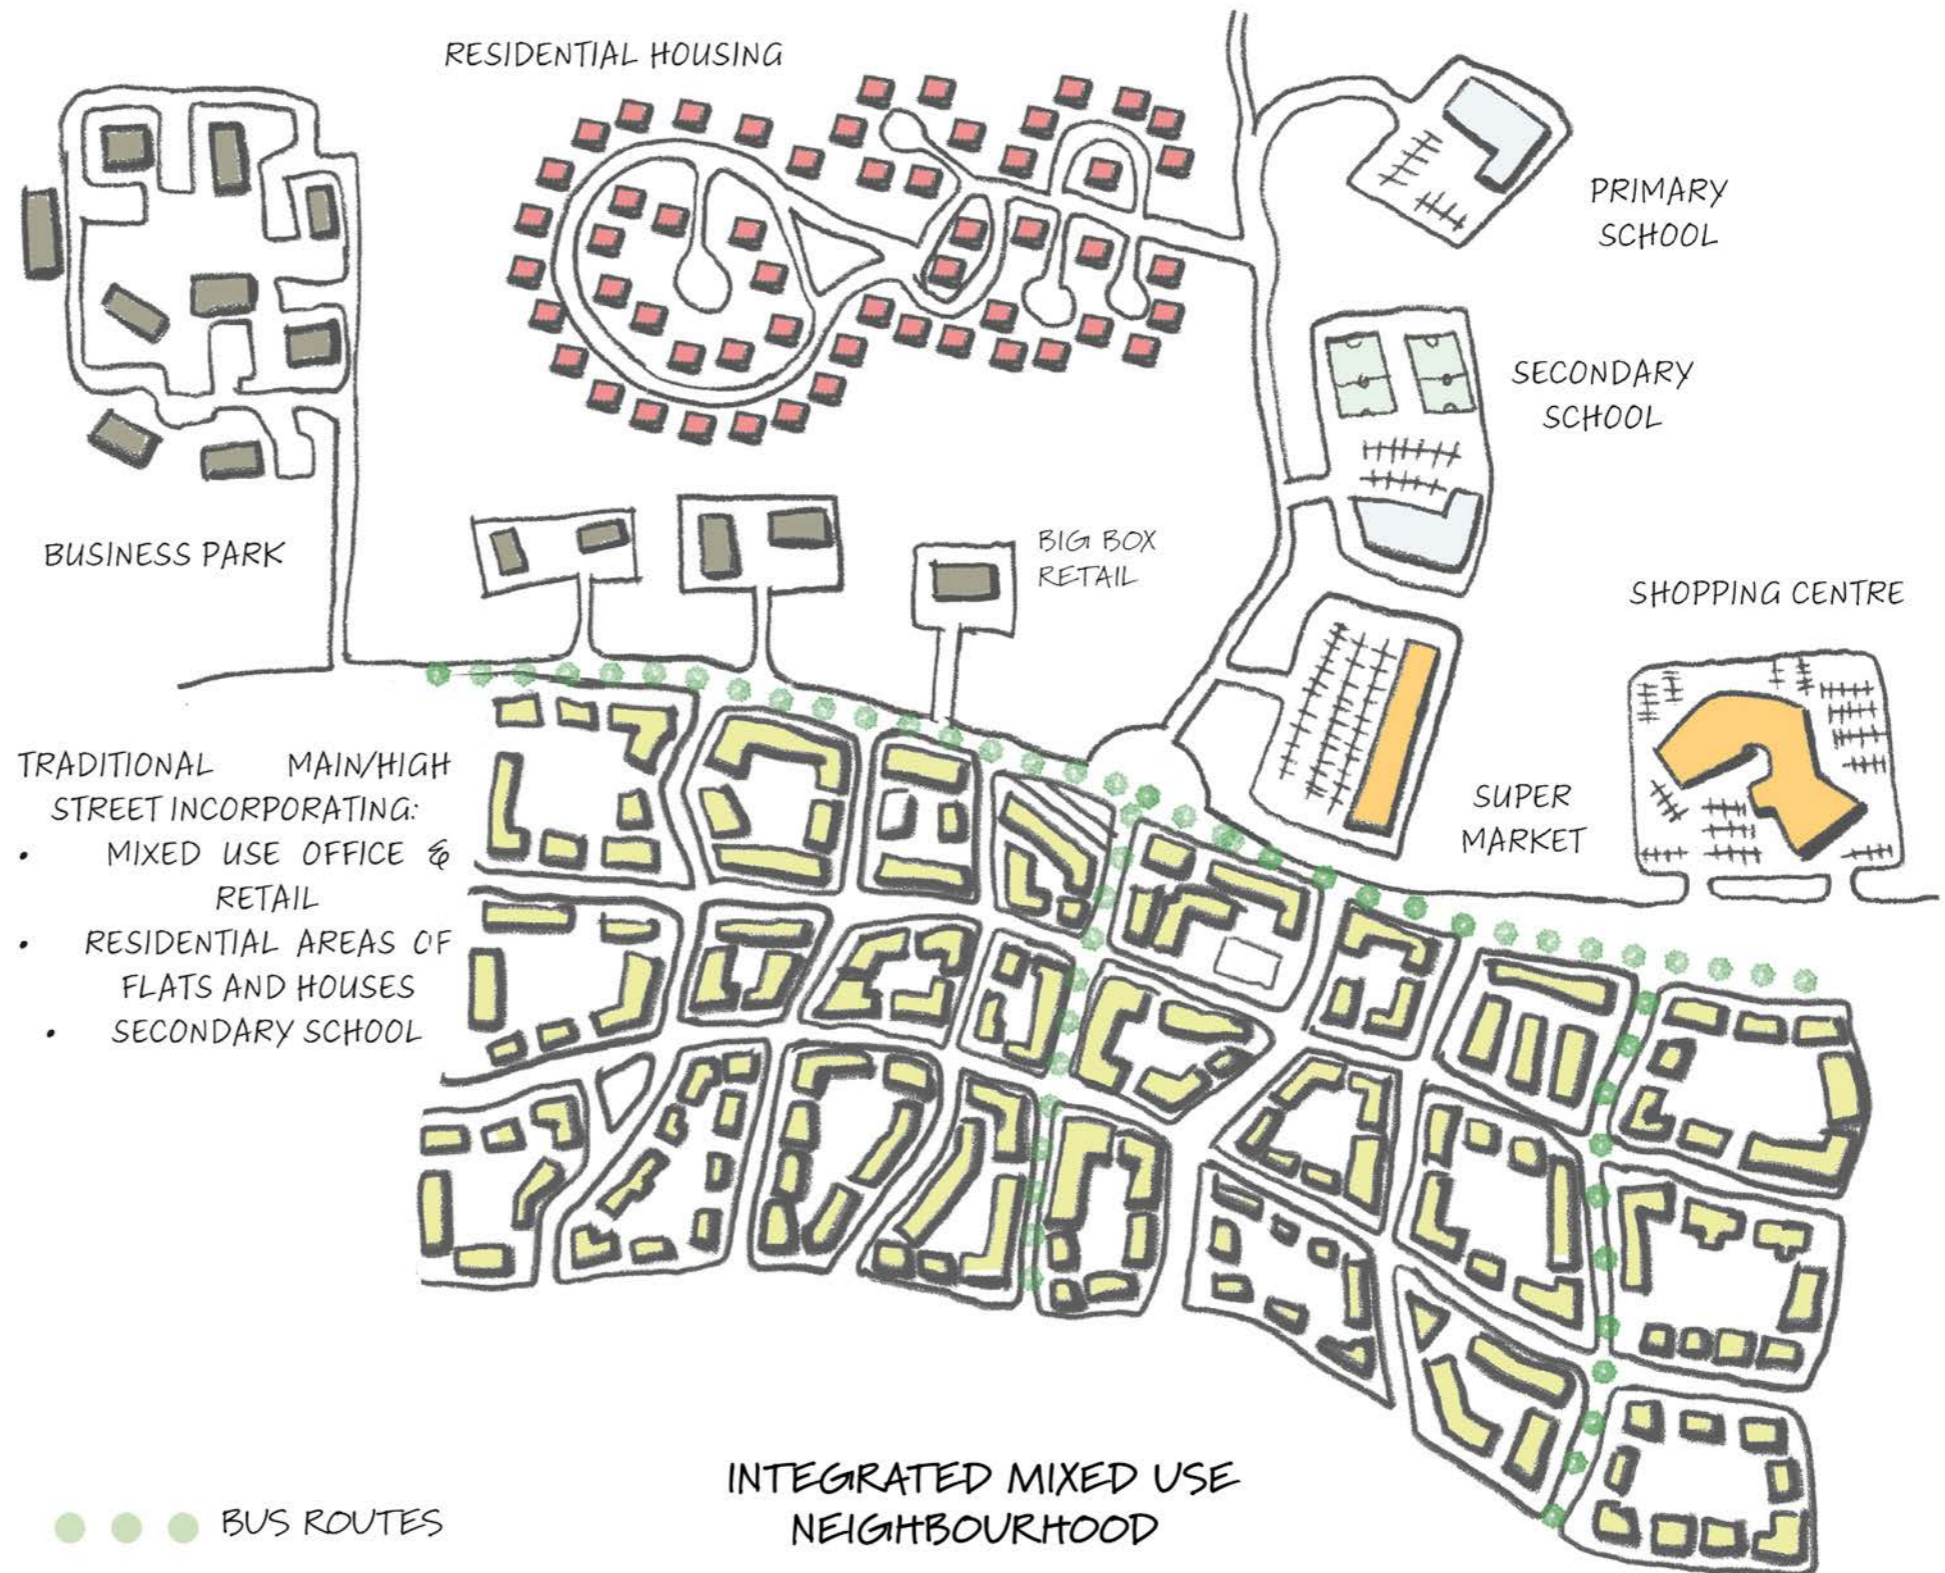 RESIDENTIAL HOUSING
PRIMARY
SCHOOL
SECONDARY
SCHOOL
BUSINESS PARK
BIG BOX
RETAIL
SHOPPING CENTRE
TRADITIONAL MAIN/HIGH
STREET INCORPORATING:
• MIXED USE OFFICE &
RETAIL
• RESIDENTIAL AREAS OF
FLATS AND HOUSES
• SECONDARY SCHOOL
SUPER
MARKET
INTEGRATED MIXED USE
NEIGHBOURHOOD
BUS ROUTES